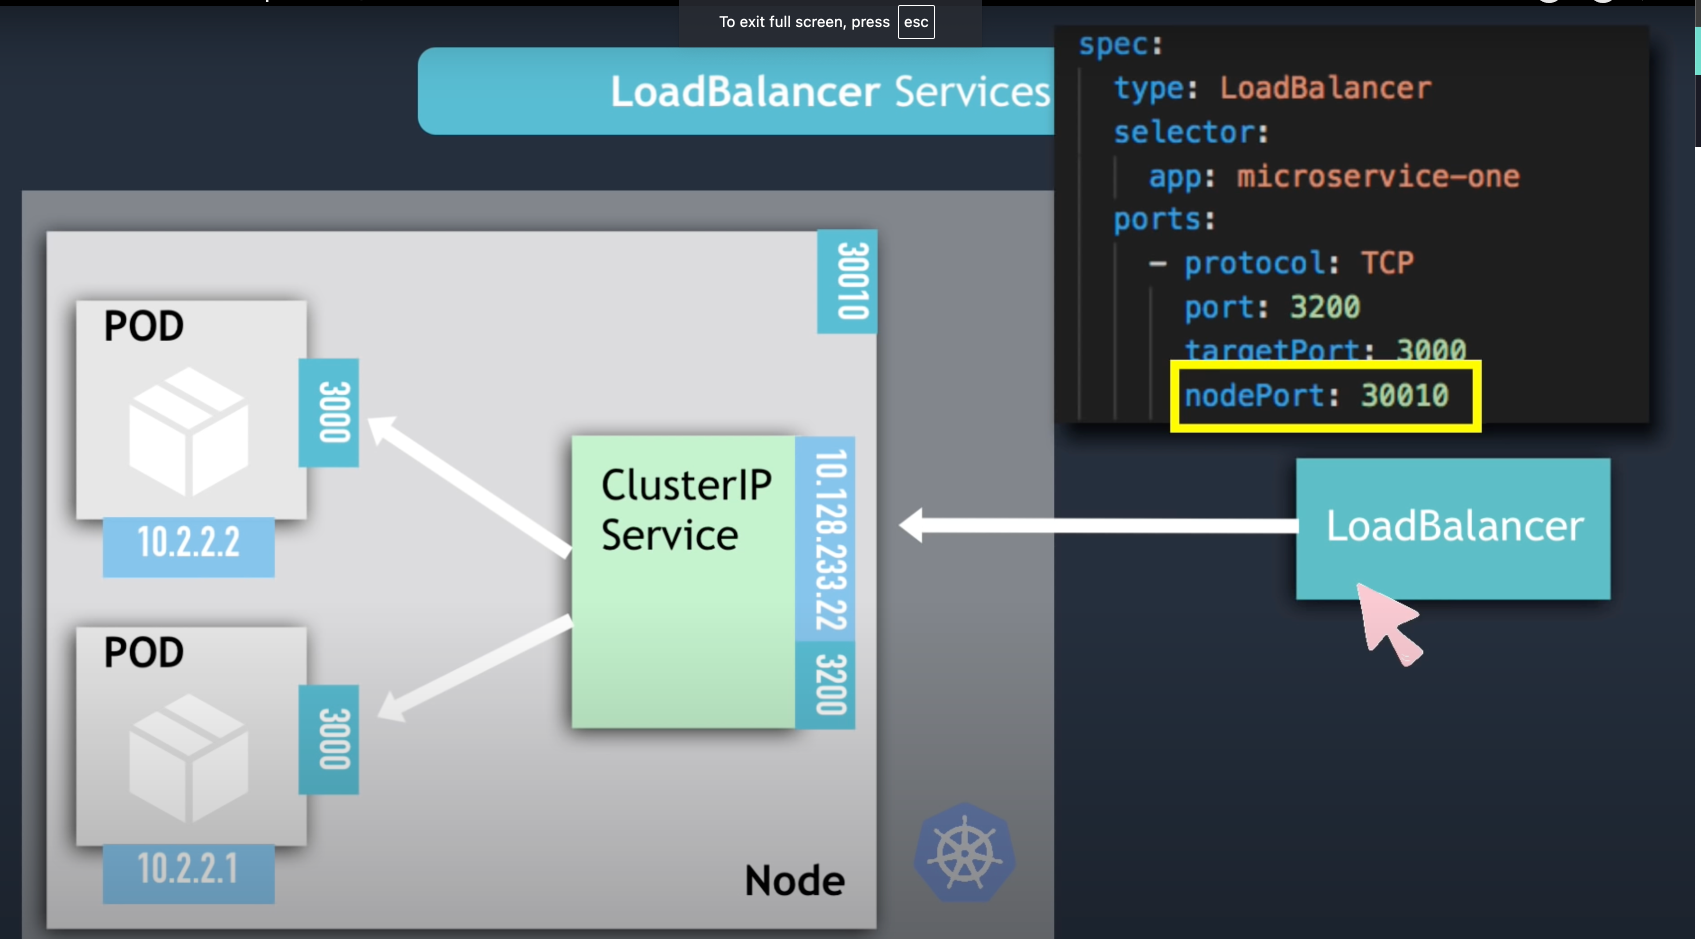 To exit full screen, press esc
LoadBalancer Services
spec:
type: LoadBalancer
selector:
app: microservice-one
ports:
- protocol: TCP
port: 3200
targetPort: 3000
nodePort: 30010
30010
POD
3000
10.2.2.2
ClusterIP
Service
10.128.233.22
3200
LoadBalancer
POD
3000
10.2.2.1
Node